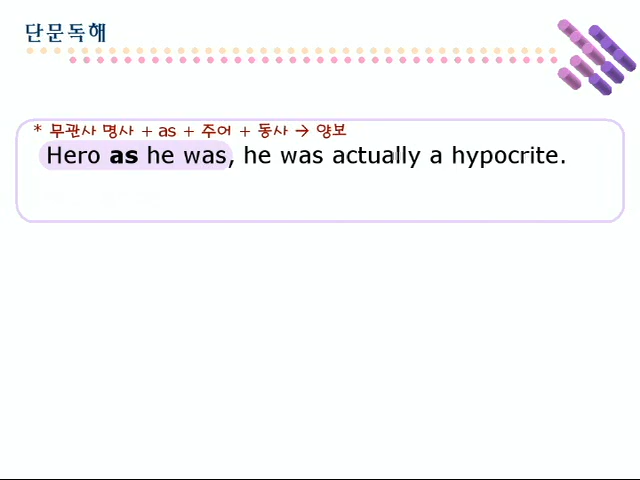 단문독해
* 무관사 명사 + as + 주어 + 동사 → 양보
Hero as he was, he was actually a hypocrite.